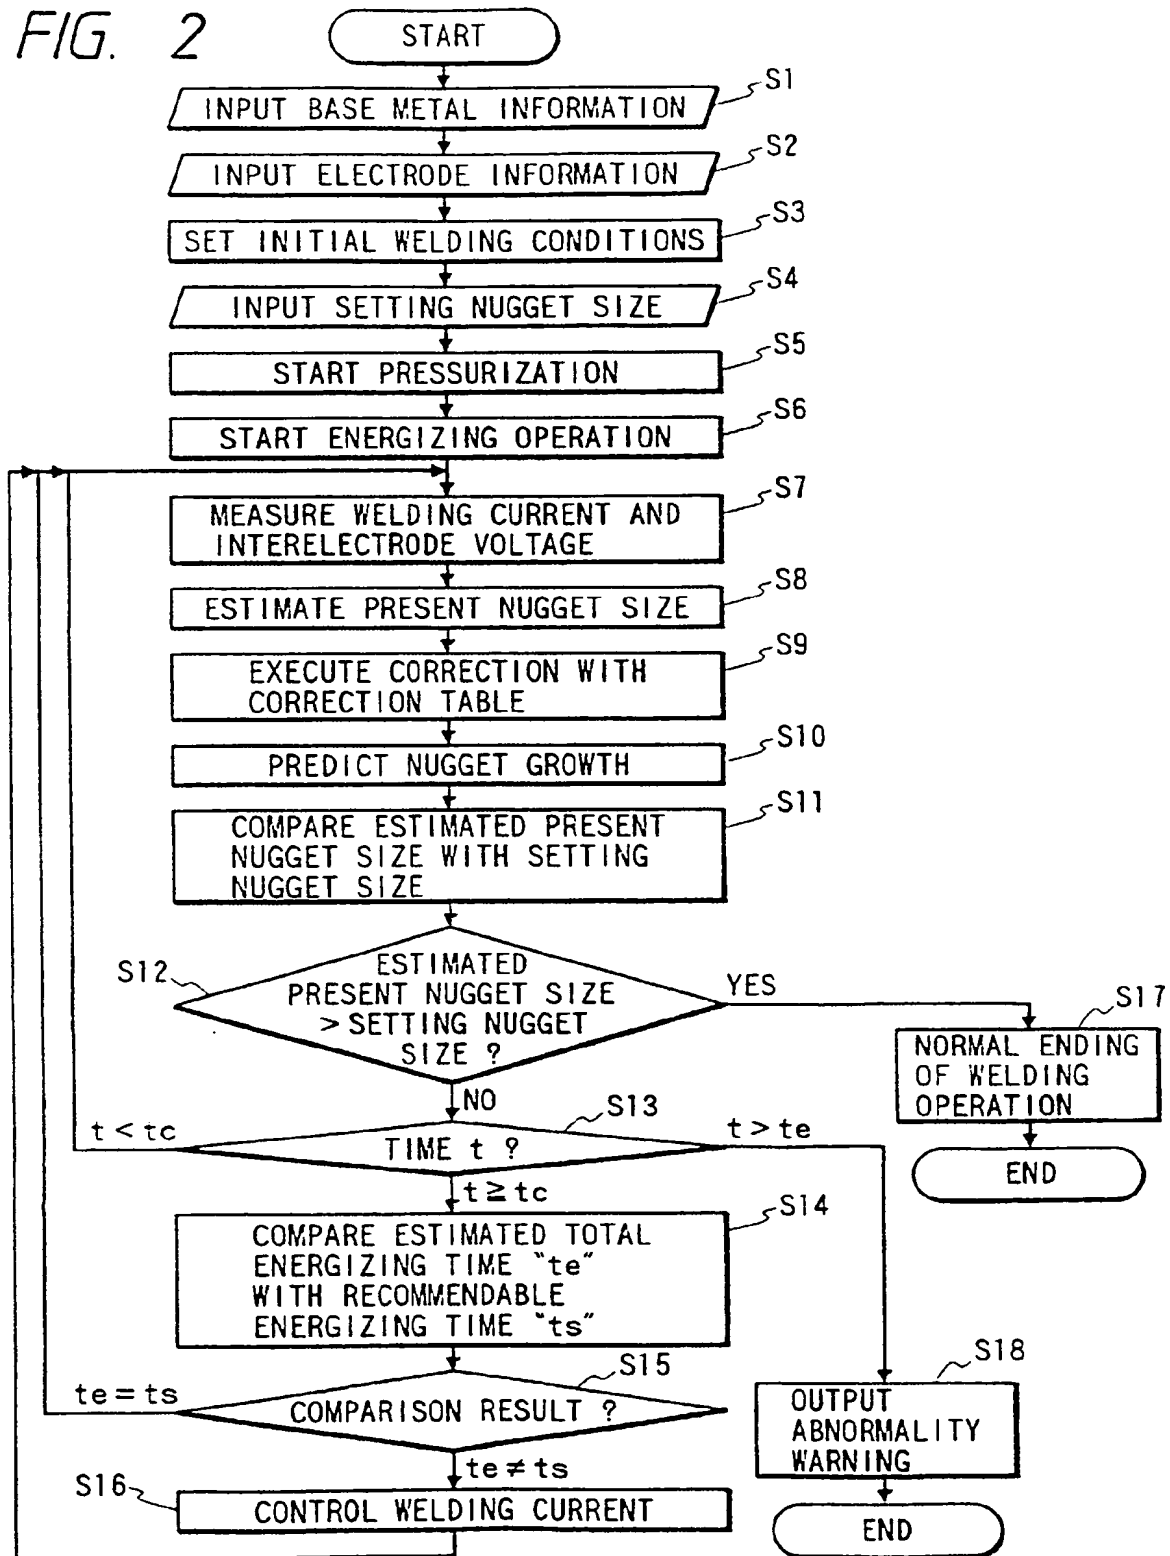 FIG. 2
START
S1
INPUT BASE METAL INFORMATION
S2
INPUT ELECTRODE INFORMATION
S3
SET INITIAL WELDING CONDITIONS
S4
INPUT SETTING NUGGET SIZE
S5
START PRESSURIZATION
S6
START ENERGIZING OPERATION
S7
MEASURE WELDING CURRENT AND
INTERELECTRODE VOLTAGE
S8
ESTIMATE PRESENT NUGGET SIZE
S9
EXECUTE CORRECTION WITH
CORRECTION TABLE
S10
PREDICT NUGGET GROWTH
S11
COMPARE ESTIMATED PRESENT
NUGGET SIZE WITH SETTING
NUGGET SIZE
S12
ESTIMATED
PRESENT NUGGET SIZE
> SETTING NUGGET
SIZE ?
YES
S17
NORMAL ENDING
OF WELDING
OPERATION
END
NO
S13
t < tc
TIME t ?
t > te
t ≧ tc
S14
COMPARE ESTIMATED TOTAL
ENERGIZING TIME "te"
WITH RECOMMENDABLE
ENERGIZING TIME "ts"
S15
te = ts
COMPARISON RESULT ?
S18
OUTPUT
ABNORMALITY
WARNING
END
te ≠ ts
S16
CONTROL WELDING CURRENT